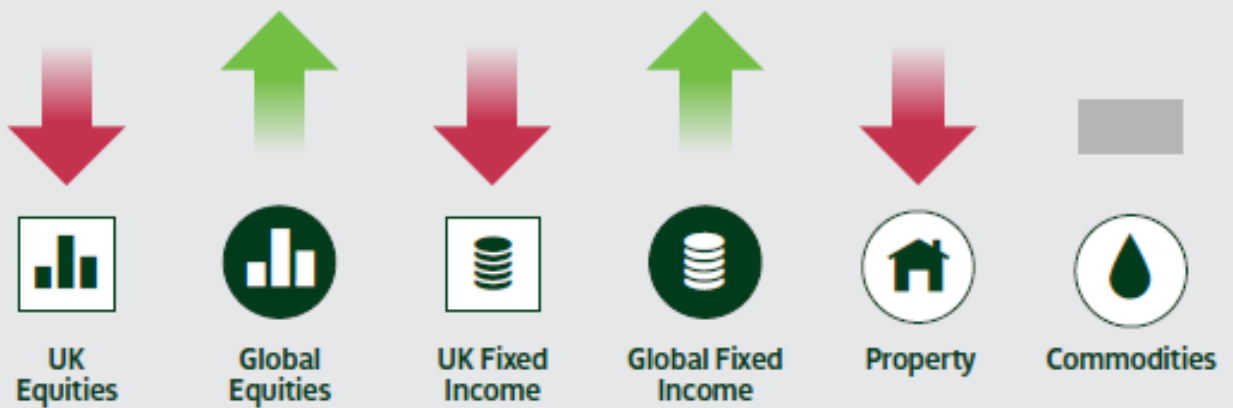 UK
Equities
Global
Equities
UK Fixed
Income
Global Fixed
Income
Property
Commodities